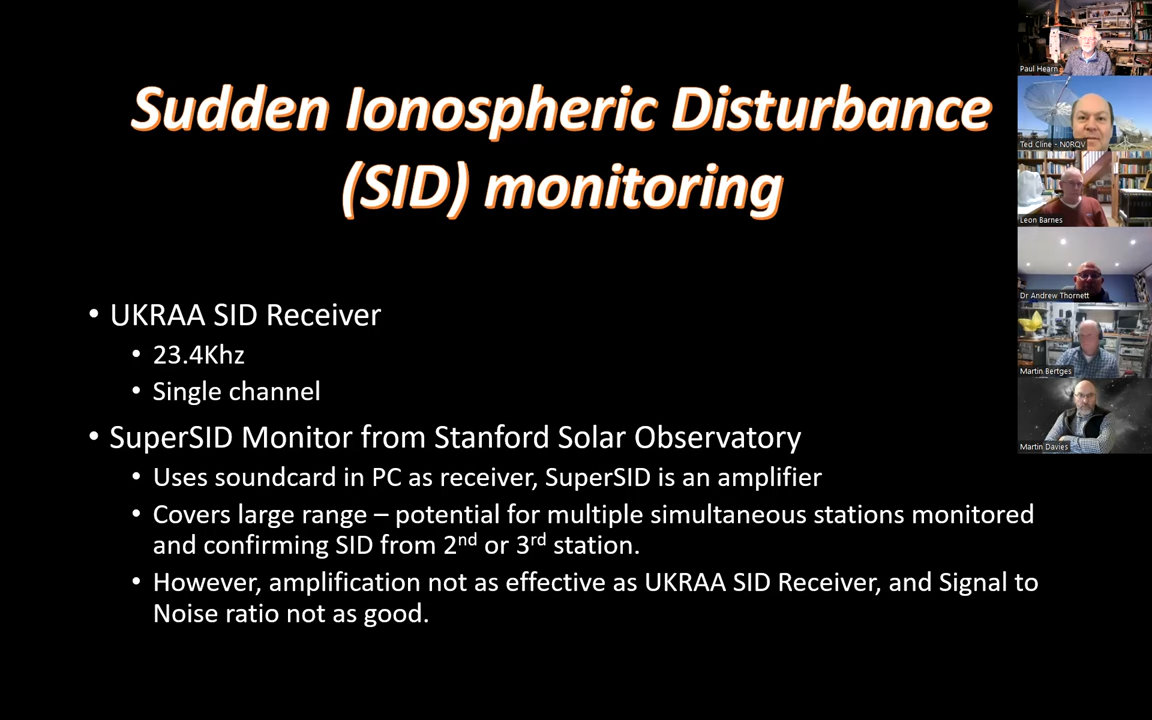 Sudden Ionospheric Disturbance
(SID) monitoring
• UKRAA SID Receiver
• 23.4Khz
• Single channel
• SuperSID Monitor from Stanford Solar Observatory
• Uses soundcard in PC as receiver, SuperSID is an amplifier
• Covers large range – potential for multiple simultaneous stations monitored
and confirming SID from 2nd or 3rd station.
• However, amplification not as effective as UKRAA SID Receiver, and Signal to
Noise ratio not as good.
Paul Hearn
Ted Cline - N0RQV
Leon Barnes
Dr Andrew Thornett
Martin Bertges
Martin Davies